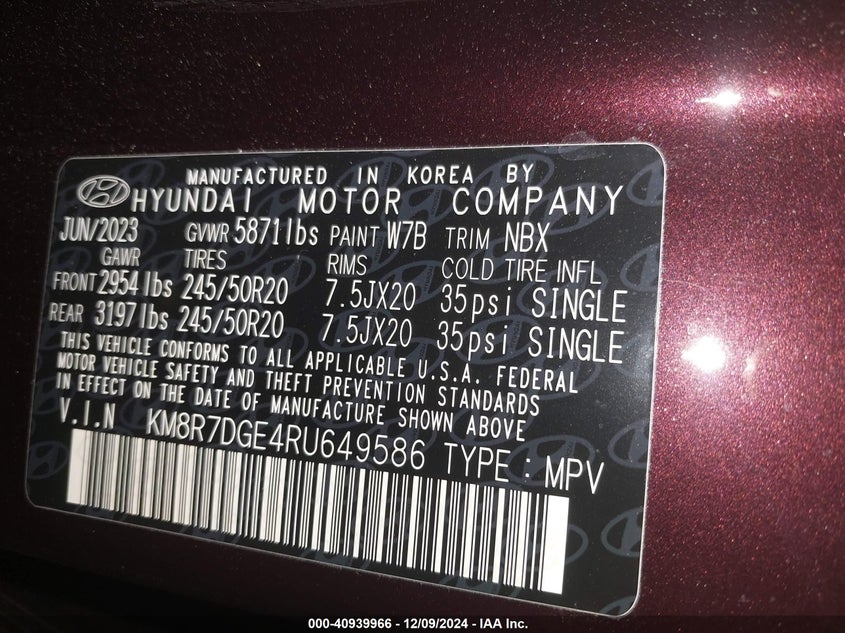 MANUFACTURED IN KOREA BY
HYUNDAI MOTOR COMPANY
JUN/2023 GVWR 5871lbs PAINT W7B TRIM NBX
GAWR TIRES RIMS COLD TIRE INFL
FRONT 2954lbs 245/50R20 7.5JX20 35psi SINGLE
REAR 3197lbs 245/50R20 7.5JX20 35psi SINGLE
THIS VEHICLE CONFORMS TO ALL APPLICABLE U.S.A. FEDERAL
MOTOR VEHICLE SAFETY AND THEFT PREVENTION STANDARDS
IN EFFECT ON THE DATE OF MANUFACTURE SHOWN ABOVE
V.I.N KM8R7DGE4RU649586 TYPE : MPV
000-40939966 - 12/09/2024 - IAA Inc.